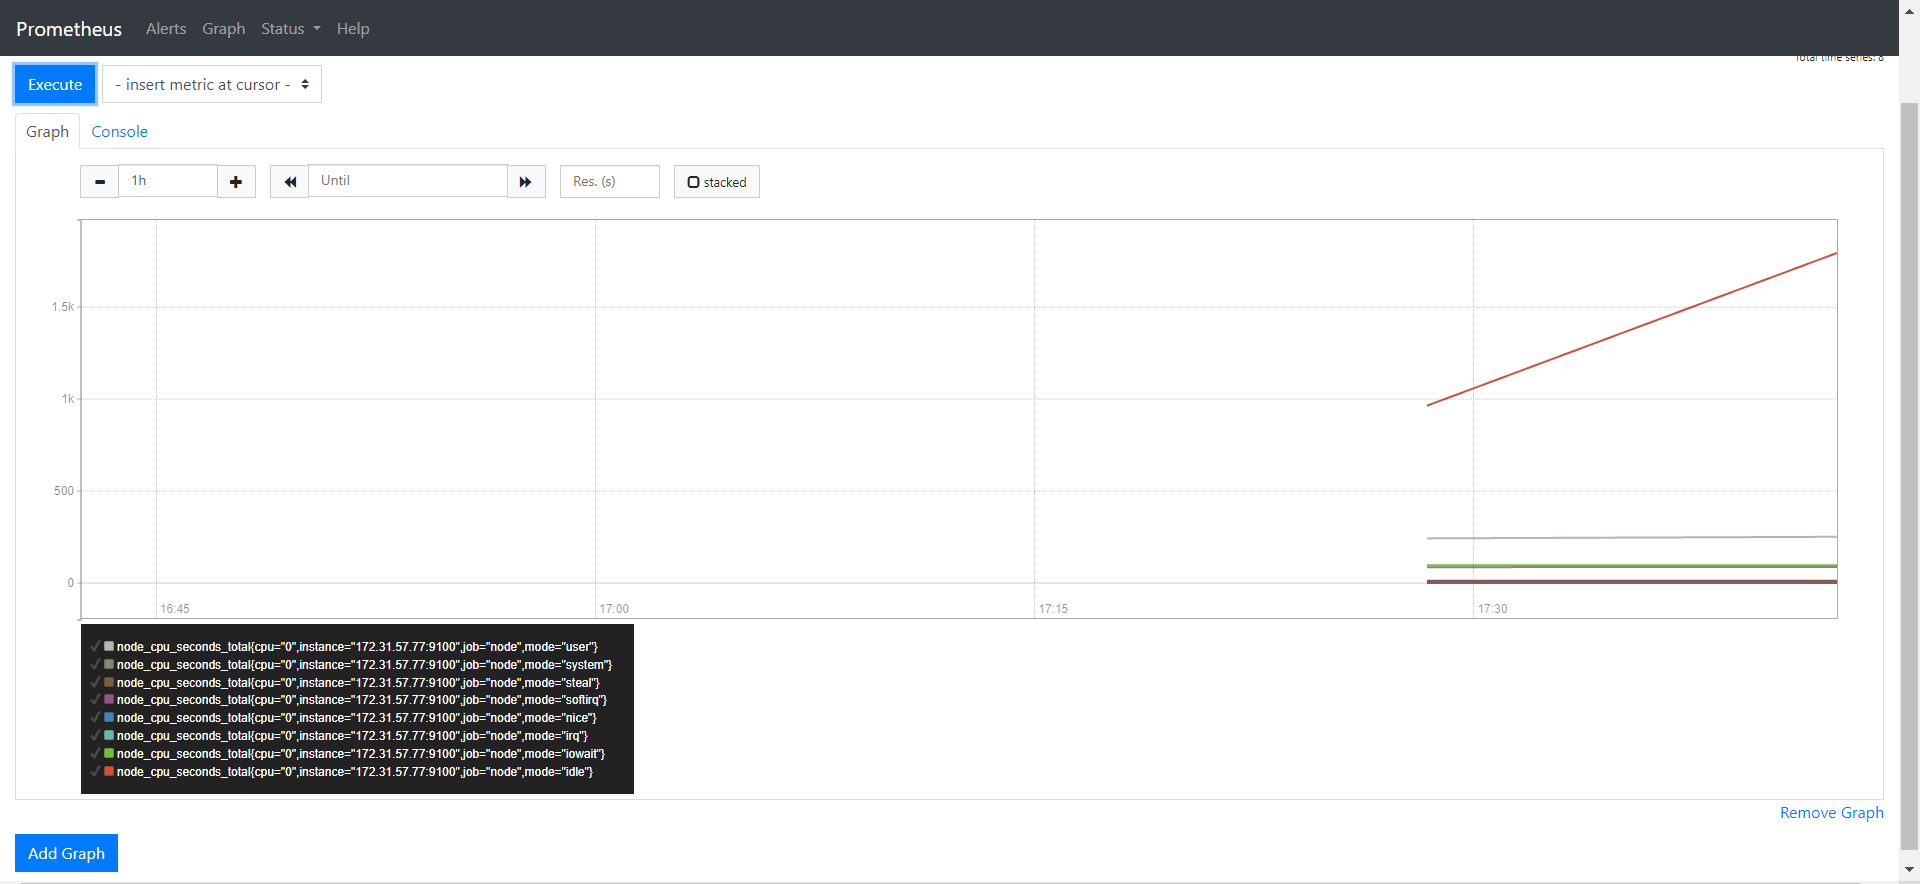 Prometheus Alerts Graph Status Help
Total time series: 8
Execute - insert metric at cursor -
Graph Console
1h Until Res. (s) stacked
1.5k
1k
500
0
16:45 17:00 17:15 17:30
node_cpu_seconds_total{cpu="0",instance="172.31.57.77:9100",job="node",mode="user"}
node_cpu_seconds_total{cpu="0",instance="172.31.57.77:9100",job="node",mode="system"}
node_cpu_seconds_total{cpu="0",instance="172.31.57.77:9100",job="node",mode="steal"}
node_cpu_seconds_total{cpu="0",instance="172.31.57.77:9100",job="node",mode="softirq"}
node_cpu_seconds_total{cpu="0",instance="172.31.57.77:9100",job="node",mode="nice"}
node_cpu_seconds_total{cpu="0",instance="172.31.57.77:9100",job="node",mode="irq"}
node_cpu_seconds_total{cpu="0",instance="172.31.57.77:9100",job="node",mode="iowait"}
node_cpu_seconds_total{cpu="0",instance="172.31.57.77:9100",job="node",mode="idle"}
Remove Graph
Add Graph